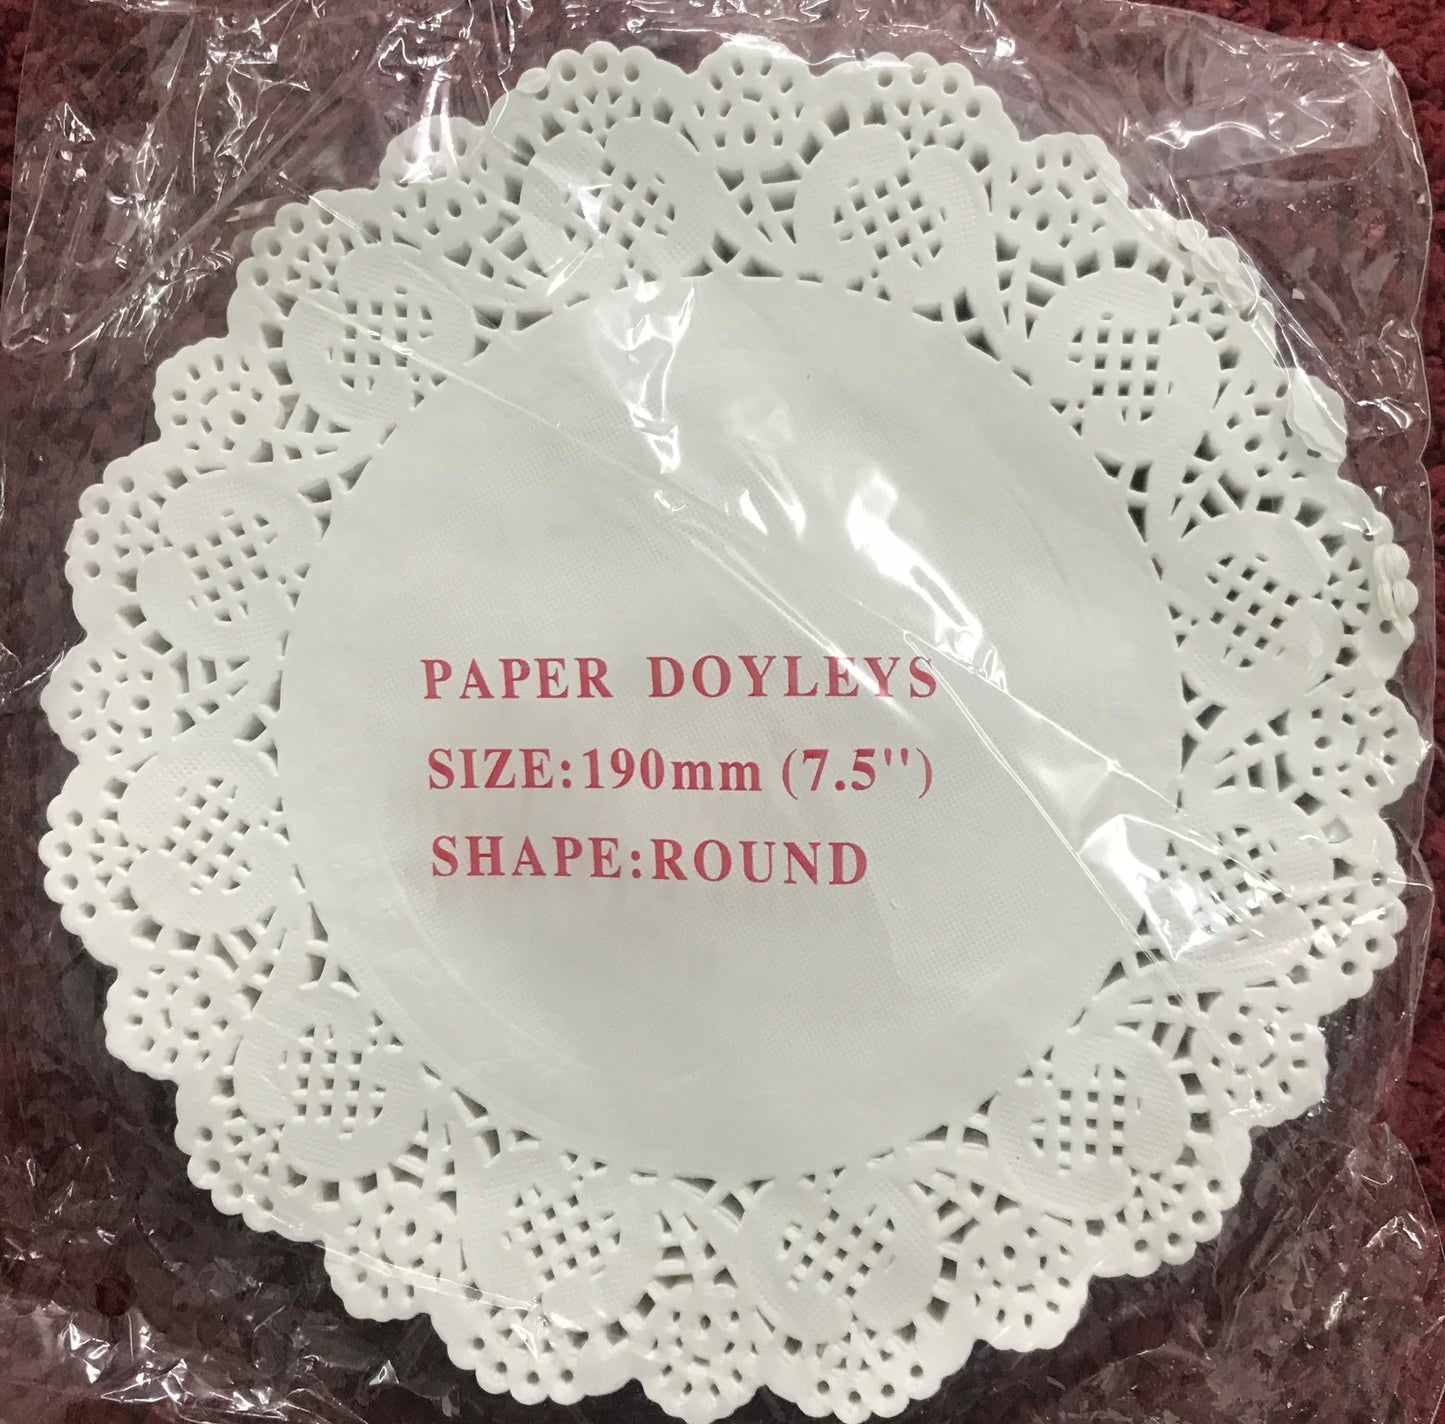 PAPER DOYLEYS
SIZE:190mm (7.5'')
SHAPE:ROUND